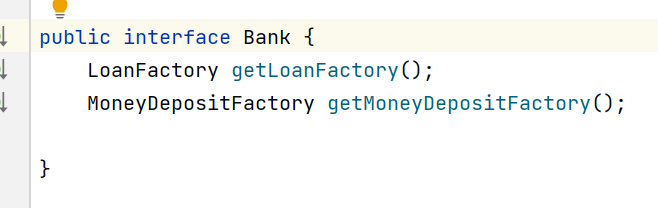 public interface Bank {
    LoanFactory getLoanFactory();
    MoneyDepositFactory getMoneyDepositFactory();
}